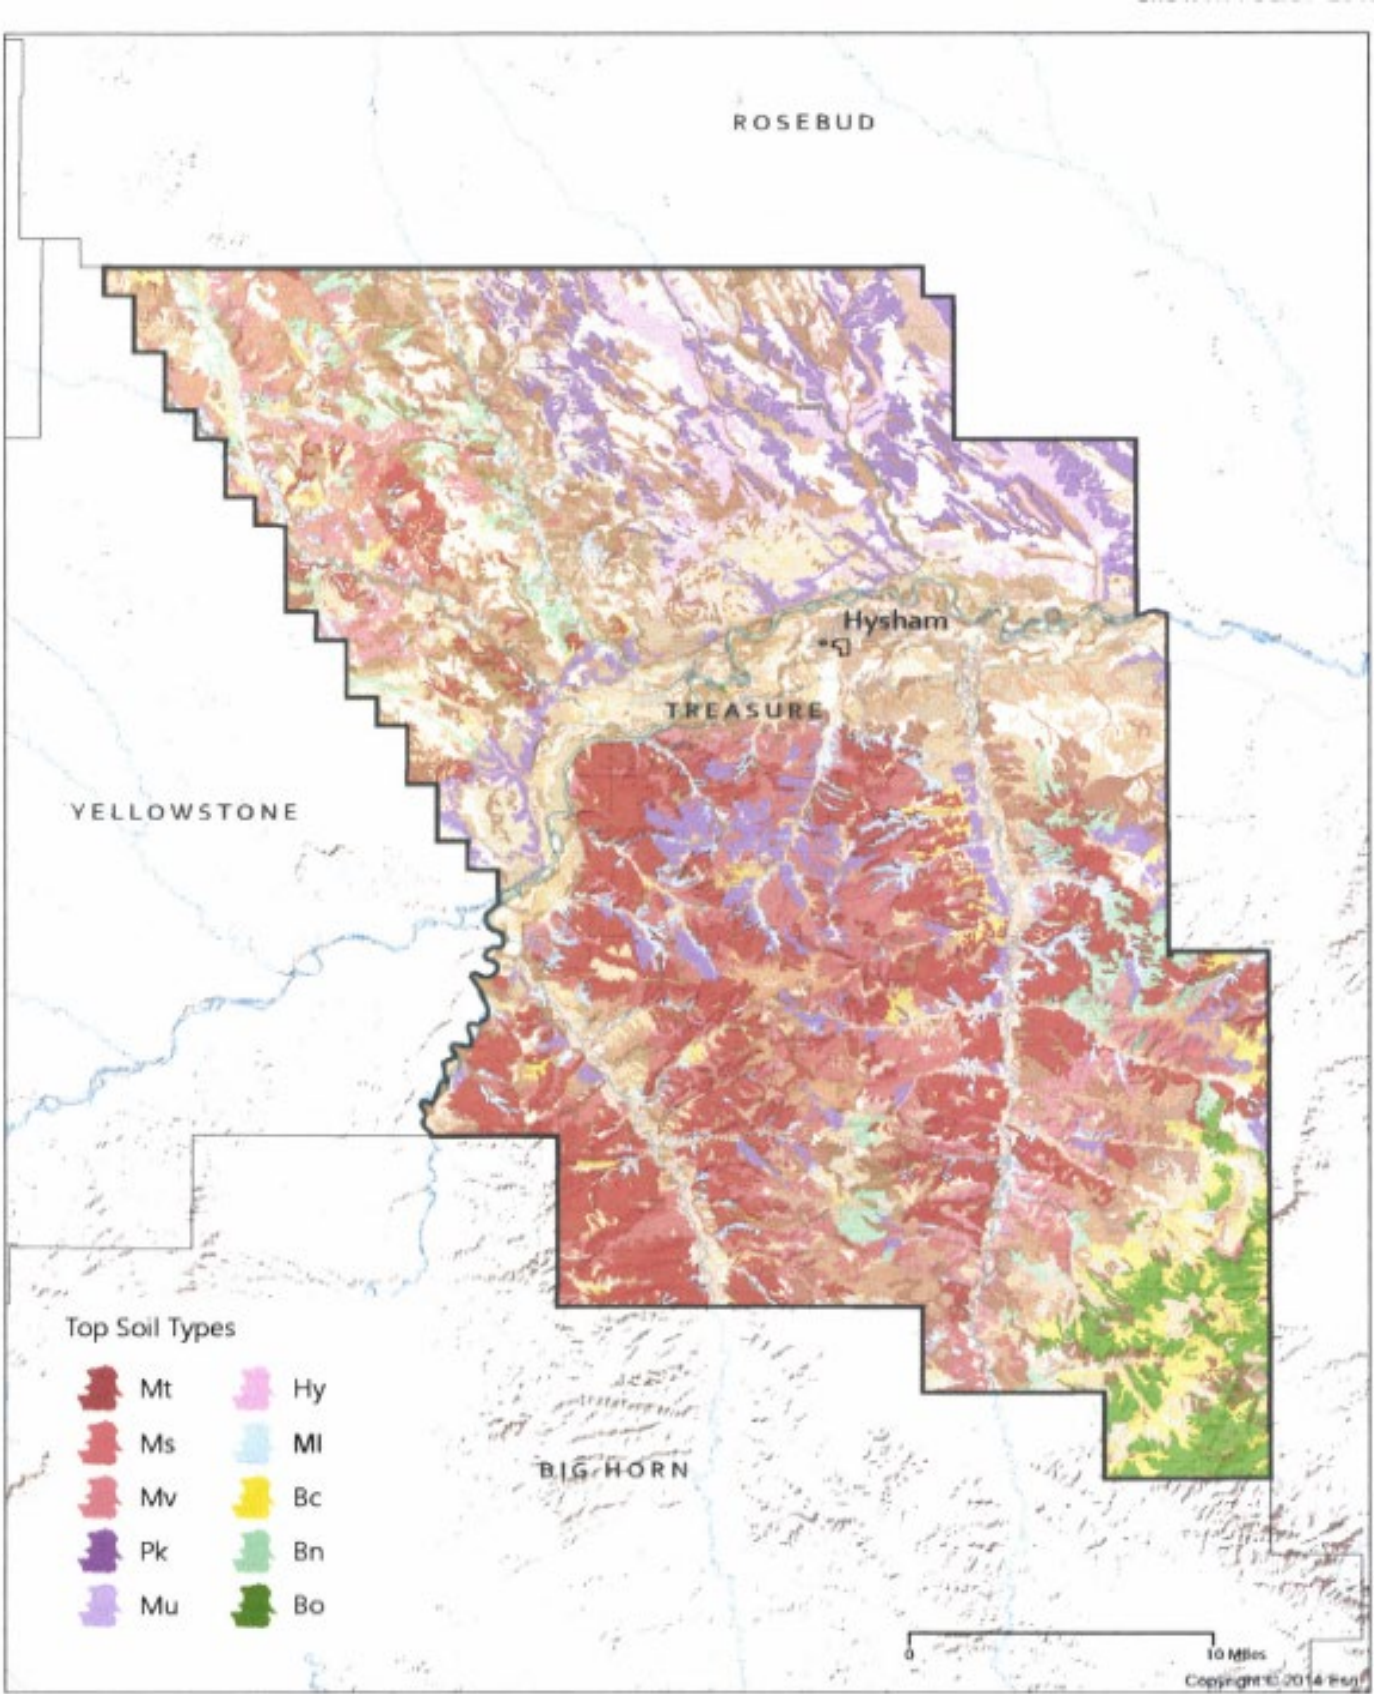 ROSEBUD
Hysham
TREASURE
YELLOWSTONE
Top Soil Types
Mt Hy
Ms Ml
Mv Bc
Pk Bn
Mu Bo
BIG HORN
0 10 Miles
Copyright © 2014 Esri